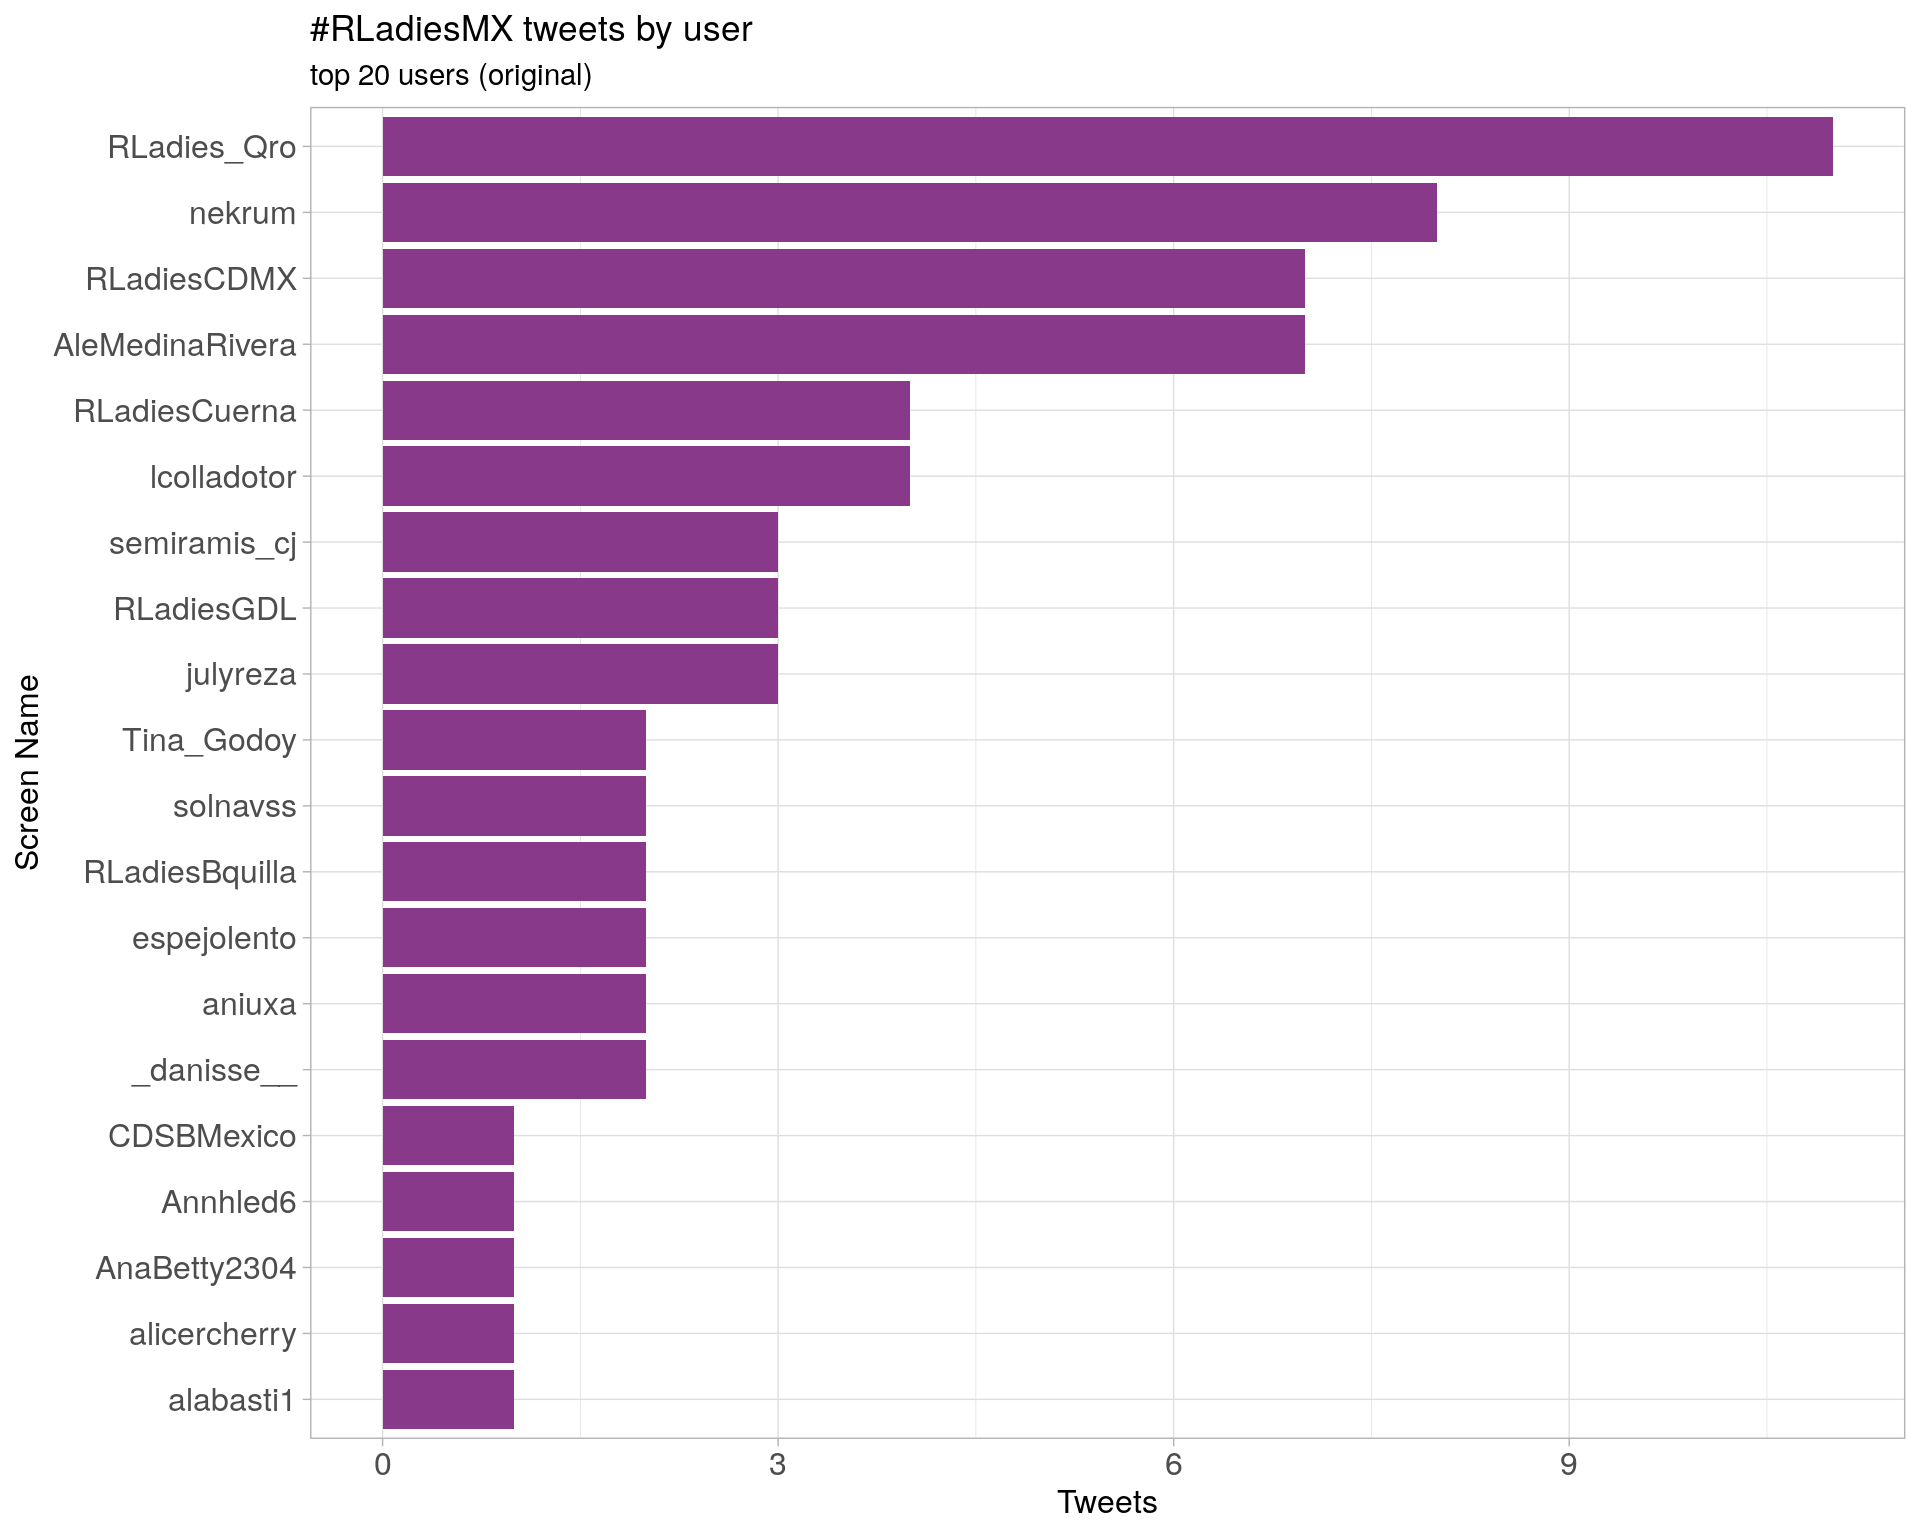 #RLadiesMX tweets by user
top 20 users (original)
Screen Name
RLadies_Qro
nekrum
RLadiesCDMX
AleMedinaRivera
RLadiesCuerna
lcolladotor
semiramis_cj
RLadiesGDL
julyreza
Tina_Godoy
solnavss
RLadiesBquilla
espejolento
aniuxa
_danisse__
CDSBMexico
Annhled6
AnaBetty2304
alicercherry
alabasti1
0 3 6 9
Tweets